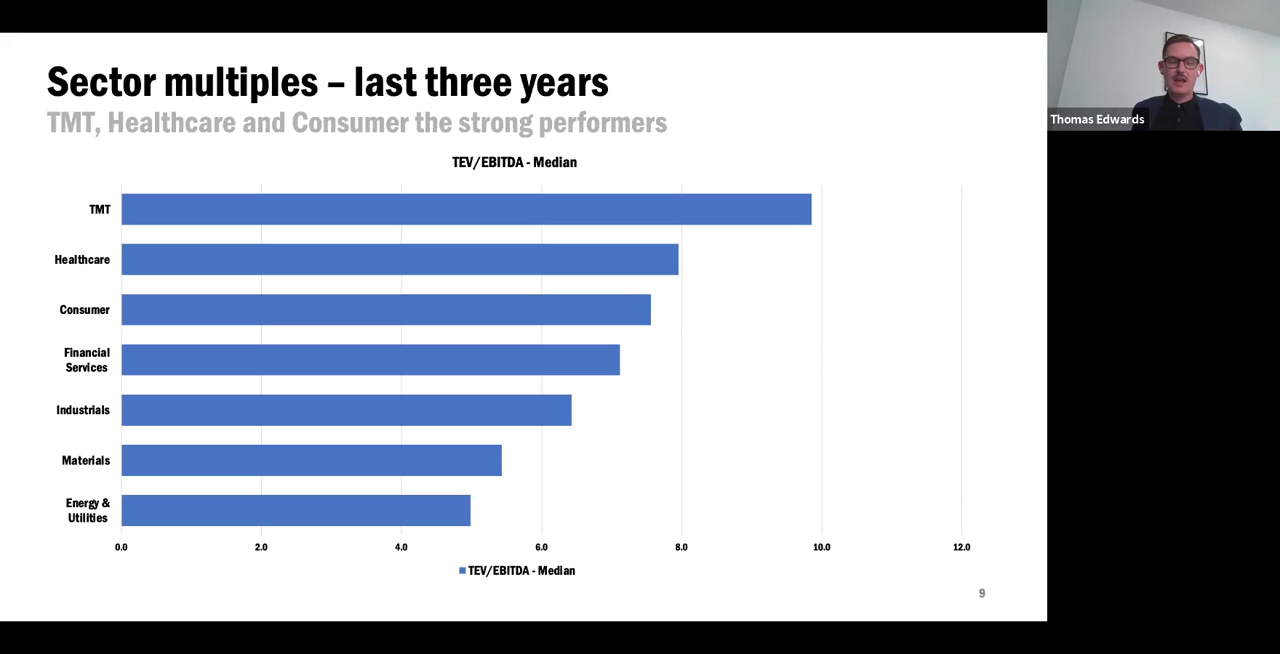 Sector multiples – last three years
TMT, Healthcare and Consumer the strong performers
TEV/EBITDA - Median
TMT
Healthcare
Consumer
Financial
Services
Industrials
Materials
Energy &
Utilities
0.0 2.0 4.0 6.0 8.0 10.0 12.0
TEV/EBITDA - Median
9
Thomas Edwards